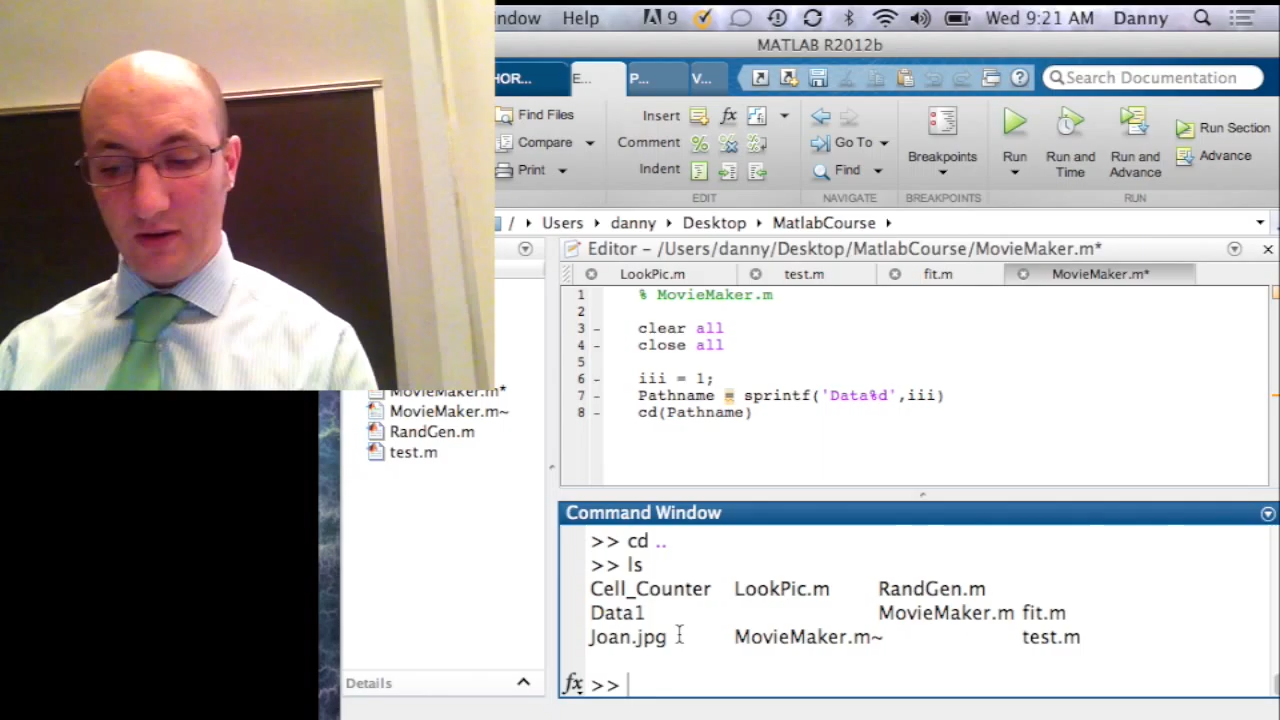 indow Help 9 Wed 9:21 AM Danny
MATLAB R2012b
HOR... E... P... V... Search Documentation
Find Files Insert fx
Compare Comment Go To Breakpoints Run Run and Time Run and Advance Run Section
Print Indent Find Advance
EDIT NAVIGATE BREAKPOINTS RUN
/ Users danny Desktop MatlabCourse
Editor - /Users/danny/Desktop/MatlabCourse/MovieMaker.m*
LookPic.m test.m fit.m MovieMaker.m*
1 % MovieMaker.m
2
3 - clear all
4 - close all
5
6 - iii = 1;
7 - Pathname = sprintf('Data%d',iii)
8 - cd(Pathname)
MovieMaker.m*
MovieMaker.m~
RandGen.m
test.m
Details
Command Window
>> cd ..
>> ls
Cell_Counter LookPic.m RandGen.m
Data1 MovieMaker.m fit.m
Joan.jpg MovieMaker.m~ test.m
fx >>